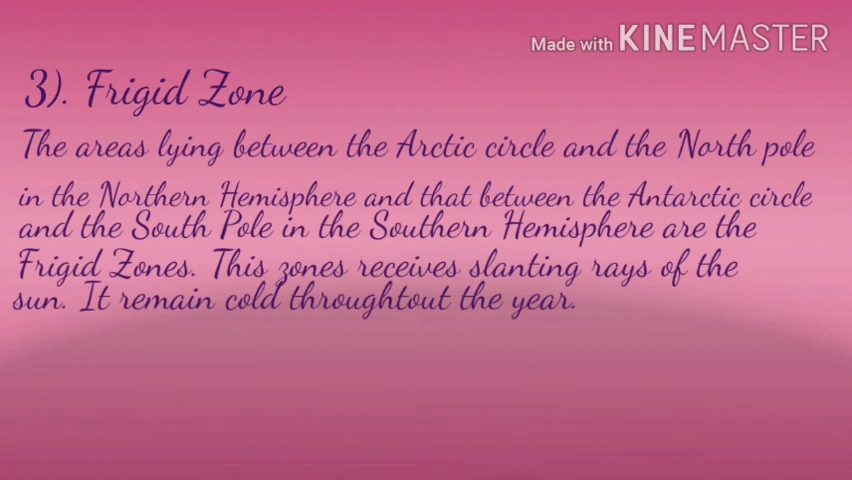 Made with KINEMASTER
3). Frigid Zone
The areas lying between the Arctic circle and the North pole
in the Northern Hemisphere and that between the Antarctic circle
and the South Pole in the Southern Hemisphere are the
Frigid Zones. This zones receives slanting rays of the
sun. It remain cold throughtout the year.